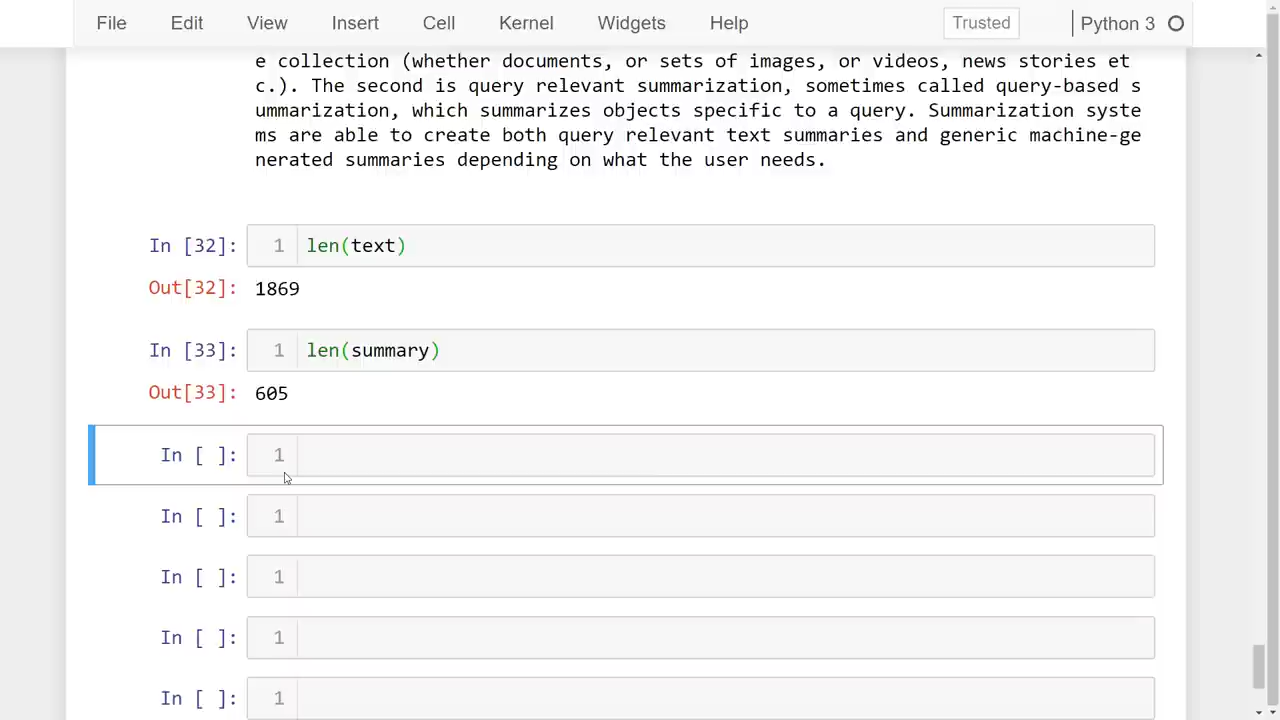 File Edit View Insert Cell Kernel Widgets Help Trusted Python 3
e collection (whether documents, or sets of images, or videos, news stories et
c.). The second is query relevant summarization, sometimes called query-based s
ummarization, which summarizes objects specific to a query. Summarization syste
ms are able to create both query relevant text summaries and generic machine-ge
nerated summaries depending on what the user needs.
In [32]: 1 len(text)
Out[32]: 1869
In [33]: 1 len(summary)
Out[33]: 605
In [ ]: 1
In [ ]: 1
In [ ]: 1
In [ ]: 1
In [ ]: 1